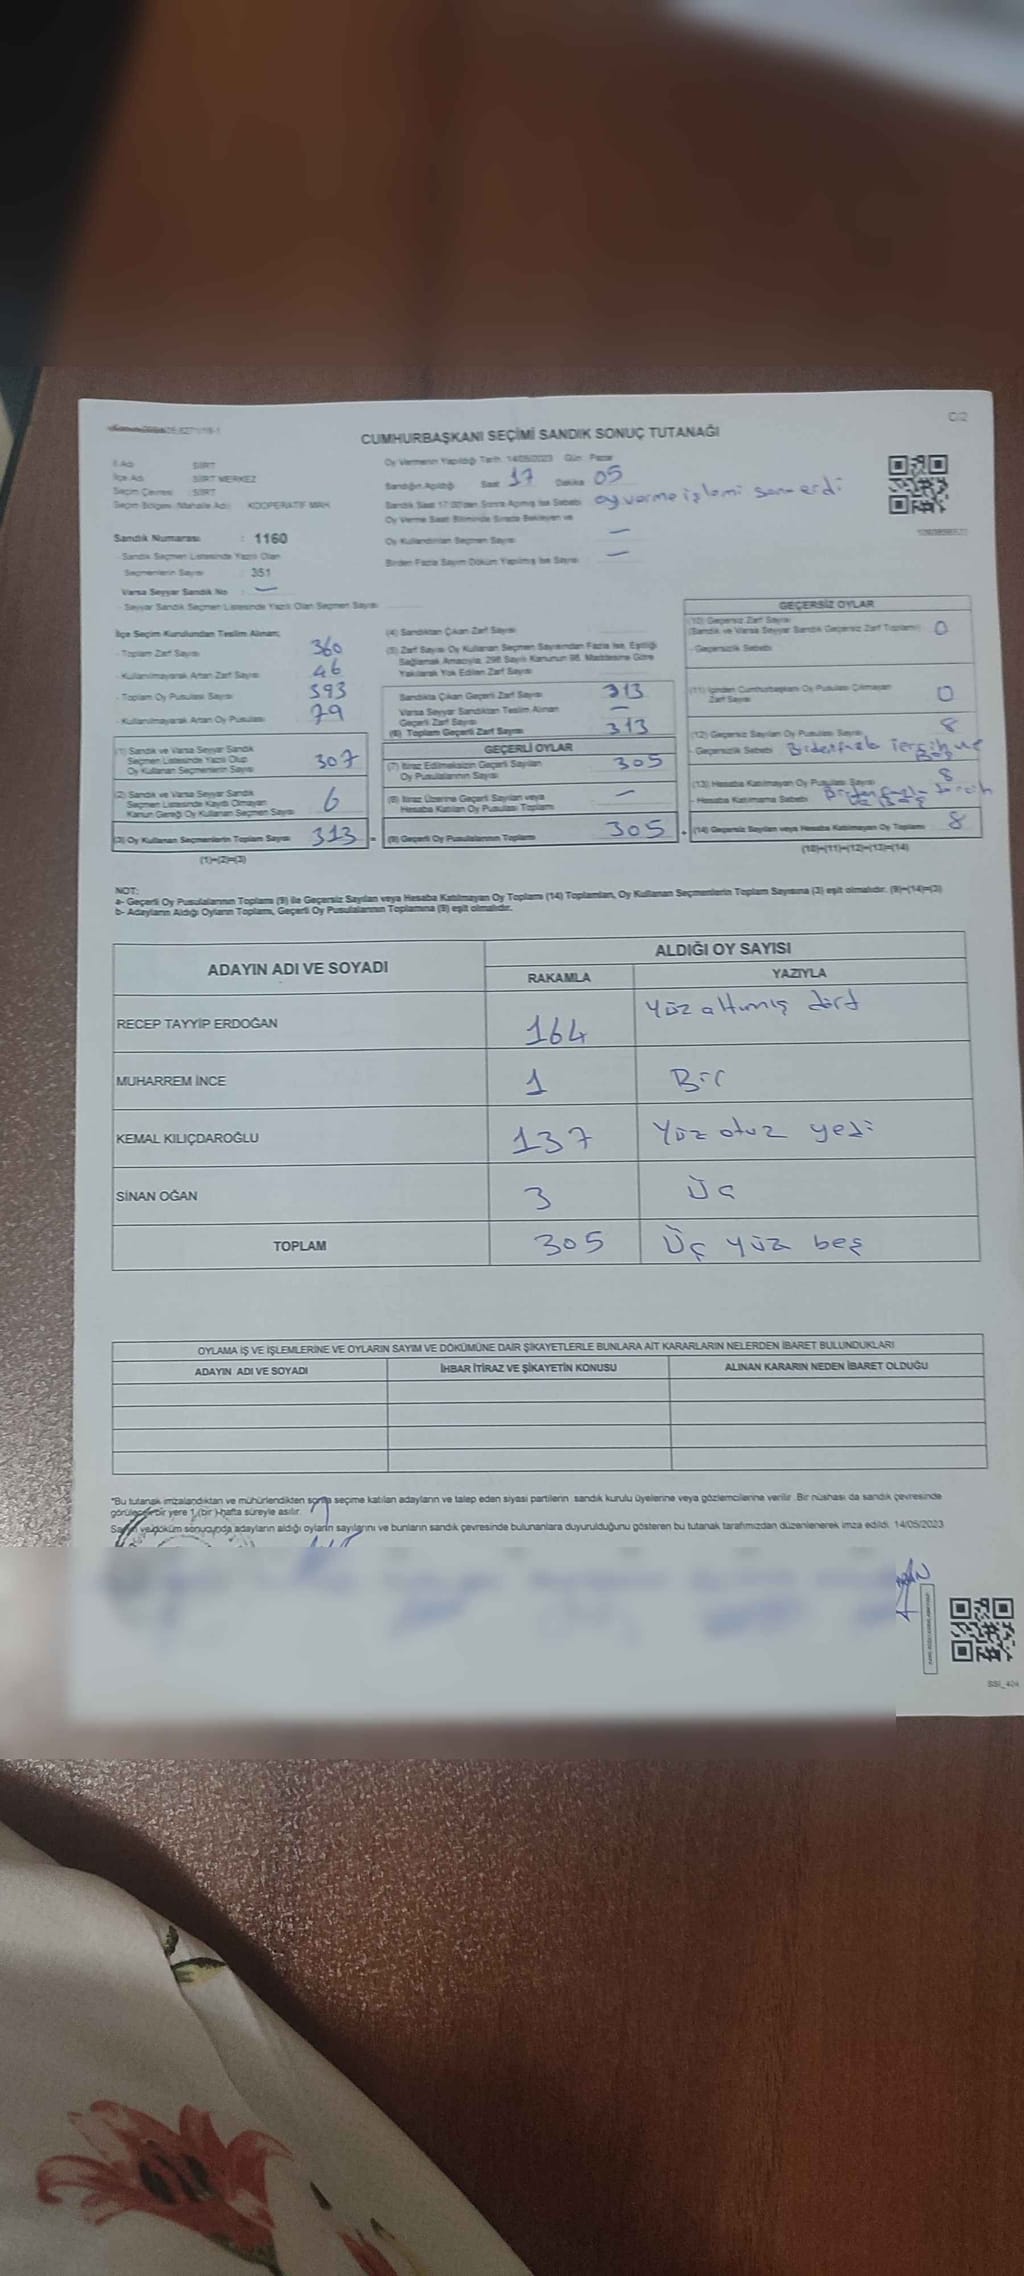 C/2
CUMHURBAŞKANI SEÇİMİ SANDIK SONUÇ TUTANAĞI
İl Adı : SİİRT
İlçe Adı : SİİRT MERKEZ
Seçim Çevresi : SİİRT
Seçim Bölgesi (Mahalle Adı) : KOOPERATİF MAH.
Sandık Numarası : 1160
- Sandık Seçmen Listesinde Yazılı Olan
Seçmenlerin Sayısı : 351
Varsa Seyyar Sandık No : —
- Seyyar Sandık Seçmen Listesinde Yazılı Olan Seçmen Sayısı
Oy Vermenin Yapıldığı Tarih: 14/05/2023 Gün: Pazar
Sandığın Açıldığı Saat 17 Dakika 05
Sandık Saat 17:00'den Sonra Açılmış İse Sebebi oy verme işlemi sona erdi
Oy Verme Saati Bitiminde Sırada Bekleyen ve
Oy Kullandırılan Seçmen Sayısı —
Birden Fazla Sayım Döküm Yapılmış İse Sayısı —
İlçe Seçim Kurulundan Teslim Alınan;
- Toplam Zarf Sayısı 360
- Kullanılmayarak Artan Zarf Sayısı 46
- Toplam Oy Pusulası Sayısı 393
- Kullanılmayarak Artan Oy Pusulası 79
(1) Sandık ve Varsa Seyyar Sandık
Seçmen Listesinde Yazılı Olup
Oy Kullanan Seçmenlerin Sayısı 307
(2) Sandık ve Varsa Seyyar Sandık
Seçmen Listesinde Kaydı Olmayan
Kanun Gereği Oy Kullanan Seçmen Sayısı 6
(3) Oy Kullanan Seçmenlerin Toplam Sayısı 313 =
(1)+(2)=(3)
(4) Sandıktan Çıkan Zarf Sayısı
(5) Zarf Sayısı Oy Kullanan Seçmen Sayısından Fazla İse, Eşitliği
Sağlamak Amacıyla, 298 Sayılı Kanunun 98. Maddesine Göre
Yakılarak Yok Edilen Zarf Sayısı
Sandıkta Çıkan Geçerli Zarf Sayısı 313
Varsa Seyyar Sandıktan Teslim Alınan
Geçerli Zarf Sayısı —
(6) Toplam Geçerli Zarf Sayısı 313
GEÇERLİ OYLAR
(7) İtiraz Edilmeksizin Geçerli Sayılan
Oy Pusulalarının Sayısı 305
(8) İtiraz Üzerine Geçerli Sayılan veya
Hesaba Katılan Oy Pusulası Toplamı —
(9) Geçerli Oy Pusulalarının Toplamı 305 +
GEÇERSİZ OYLAR
(10) Geçersiz Zarf Sayısı
(Sandık ve Varsa Seyyar Sandık Geçersiz Zarf Toplamı) 0
- Geçersizlik Sebebi
(11) İçinden Cumhurbaşkanı Oy Pusulası Çıkmayan
Zarf Sayısı 0
(12) Geçersiz Sayılan Oy Pusulası Sayısı 8
- Geçersizlik Sebebi Birdenfazla Tercih ve
Boş
(13) Hesaba Katılmayan Oy Pusulası Sayısı 8
- Hesaba Katılmama Sebebi Birden fazla tercih
ve Boş
(14) Geçersiz Sayılan veya Hesaba Katılmayan Oy Toplamı 8
(10)+(11)+(12)+(13)=(14)
NOT:
a- Geçerli Oy Pusulalarının Toplamı (9) ile Geçersiz Sayılan veya Hesaba Katılmayan Oy Toplamı (14) Toplamları, Oy Kullanan Seçmenlerin Toplam Sayısına (3) eşit olmalıdır. (9)+(14)=(3)
b- Adayların Aldığı Oyların Toplamı, Geçerli Oy Pusulalarının Toplamına (9) eşit olmalıdır.
ADAYIN ADI VE SOYADI
ALDIĞI OY SAYISI
RAKAMLA YAZIYLA
RECEP TAYYİP ERDOĞAN 164 Yüz altmış dört
MUHARREM İNCE 1 Bir
KEMAL KILIÇDAROĞLU 137 Yüz otuz yedi
SİNAN OĞAN 3 Üç
TOPLAM 305 Üç yüz beş
OYLAMA İŞ VE İŞLEMLERİNE VE OYLARIN SAYIM VE DÖKÜMÜNE DAİR ŞİKAYETLERLE BUNLARA AİT KARARLARIN NELERDEN İBARET BULUNDUKLARI
ADAYIN ADI VE SOYADI İHBAR İTİRAZ VE ŞİKAYETİN KONUSU ALINAN KARARIN NEDEN İBARET OLDUĞU
*Bu tutanak imzalandıktan ve mühürlendikten sonra seçime katılan adayların ve talep eden siyasi partilerin sandık kurulu üyelerine veya gözlemcilerine verilir. Bir nüshası da sandık çevresinde
görülecek bir yere 1 (bir) hafta süreyle asılır.
Sayım ve döküm sonucunda adayların aldığı oyların sayılarını ve bunların sandık çevresinde bulunanlara duyurulduğunu gösteren bu tutanak tarafımızdan düzenlenerek imza edildi. 14/05/2023